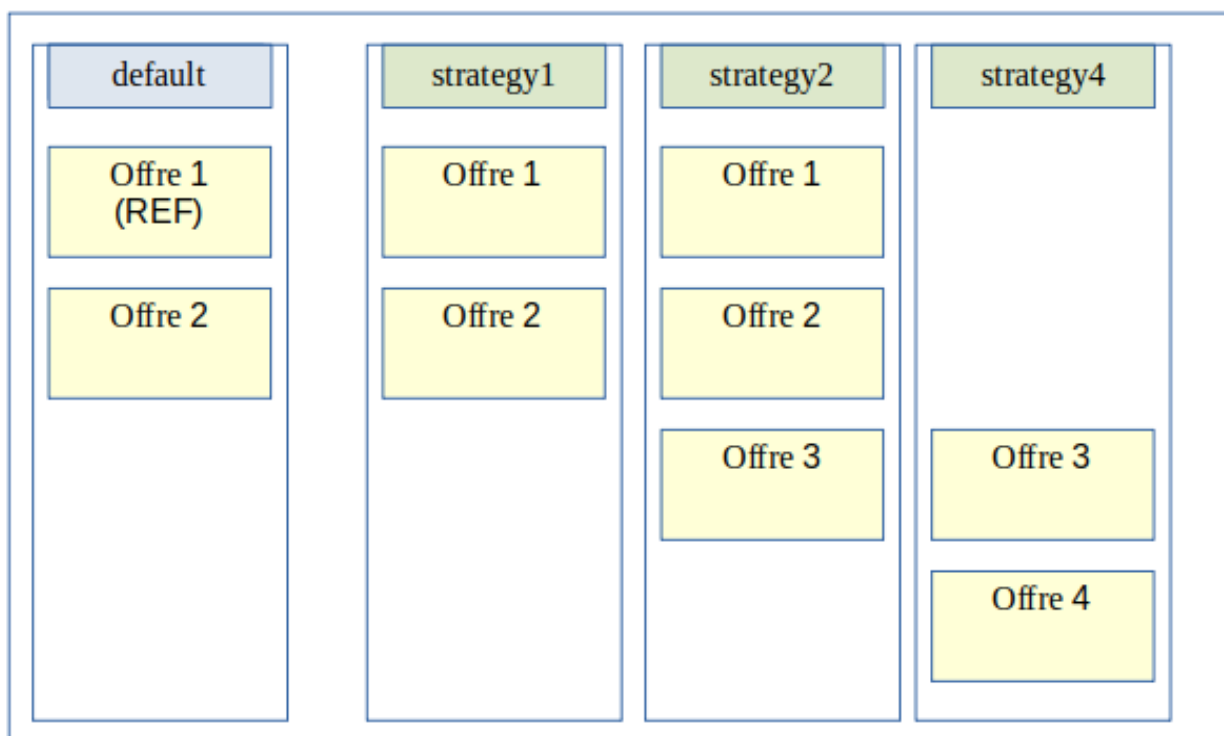 default
strategy1
strategy2
strategy4
Offre 1
(REF)
Offre 1
Offre 1
Offre 2
Offre 2
Offre 2
Offre 3
Offre 3
Offre 4